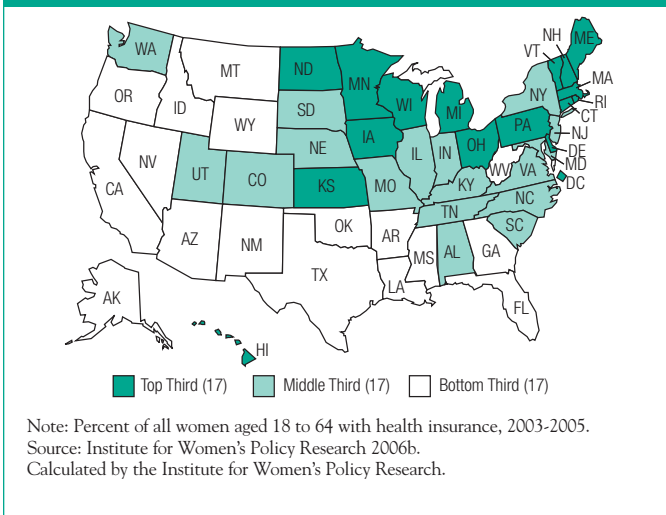 NH
ME
VT
WA
MT
ND
MN
MA
OR
ID
SD
WI
MI
NY
RI
CT
WY
IA
PA
NJ
NE
IL
IN
OH
DE
MD
NV
UT
CO
KS
MO
WV
VA
DC
CA
KY
NC
TN
OK
SC
AZ
NM
AR
MS
AL
GA
TX
LA
AK
FL
HI
Top Third (17) Middle Third (17) Bottom Third (17)
Note: Percent of all women aged 18 to 64 with health insurance, 2003-2005.
Source: Institute for Women's Policy Research 2006b.
Calculated by the Institute for Women's Policy Research.